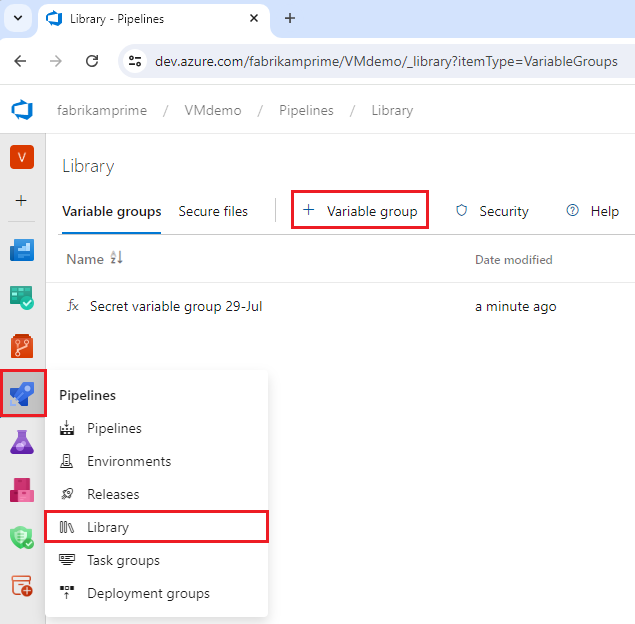 Library - Pipelines
dev.azure.com/fabrikamprime/VMdemo/_library?itemType=VariableGroups
fabrikamprime / VMdemo / Pipelines / Library
V
Library
Variable groups Secure files + Variable group Security ? Help
Name Date modified
fx Secret variable group 29-Jul a minute ago
Pipelines
Pipelines
Environments
Releases
Library
Task groups
Deployment groups